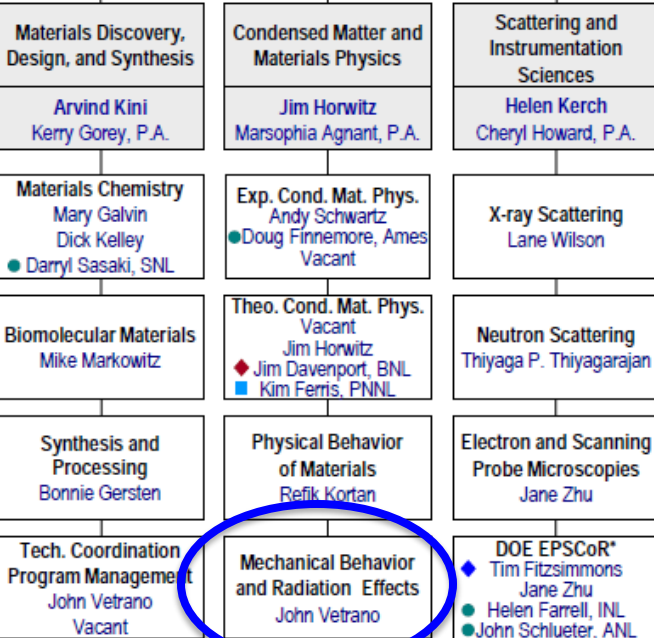 Materials Discovery,
Design, and Synthesis
Arvind Kini
Kerry Gorey, P.A.
Materials Chemistry
Mary Galvin
Dick Kelley
Darryl Sasaki, SNL
Biomolecular Materials
Mike Markowitz
Synthesis and
Processing
Bonnie Gersten
Tech. Coordination
Program Management
John Vetrano
Vacant
Condensed Matter and
Materials Physics
Jim Horwitz
Marsophia Agnant, P.A.
Exp. Cond. Mat. Phys.
Andy Schwartz
Doug Finnemore, Ames
Vacant
Theo. Cond. Mat. Phys.
Vacant
Jim Horwitz
Jim Davenport, BNL
Kim Ferris, PNNL
Physical Behavior
of Materials
Refik Kortan
Mechanical Behavior
and Radiation Effects
John Vetrano
Scattering and
Instrumentation
Sciences
Helen Kerch
Cheryl Howard, P.A.
X-ray Scattering
Lane Wilson
Neutron Scattering
Thiyaga P. Thiyagarajan
Electron and Scanning
Probe Microscopies
Jane Zhu
DOE EPSCoR*
Tim Fitzsimmons
Jane Zhu
Helen Farrell, INL
John Schlueter, ANL